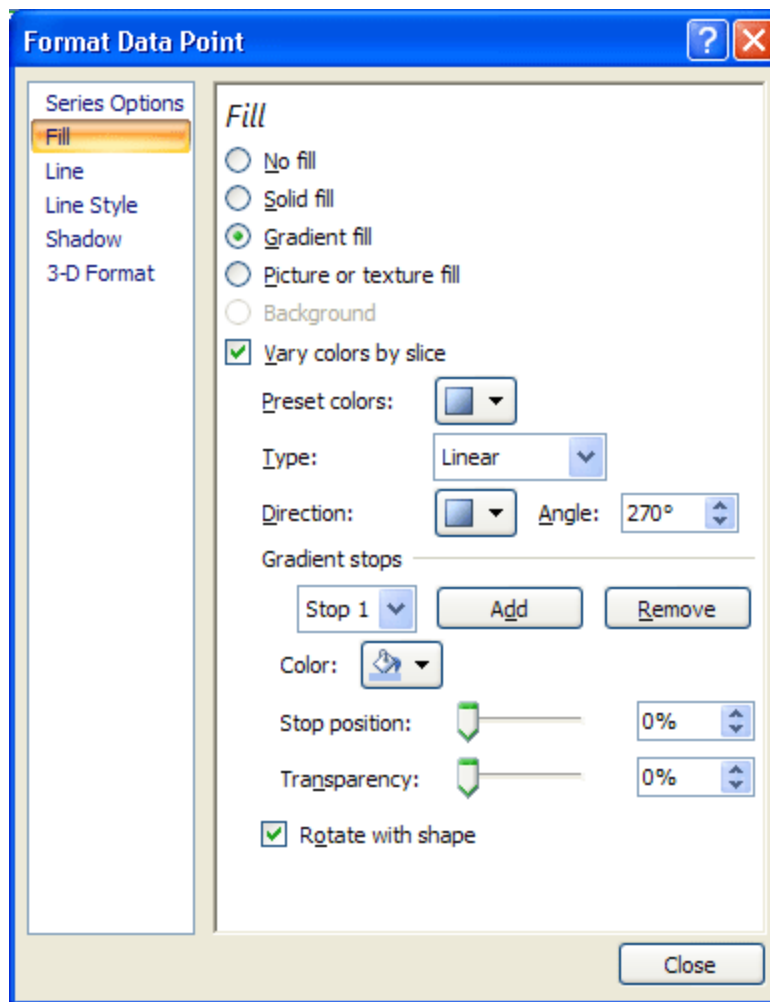 Format Data Point
Series Options
Fill
Line
Line Style
Shadow
3-D Format
Fill
No fill
Solid fill
Gradient fill
Picture or texture fill
Background
Vary colors by slice
Preset colors:
Type: Linear
Direction: Angle: 270°
Gradient stops
Stop 1 Add Remove
Color:
Stop position: 0%
Transparency: 0%
Rotate with shape
Close